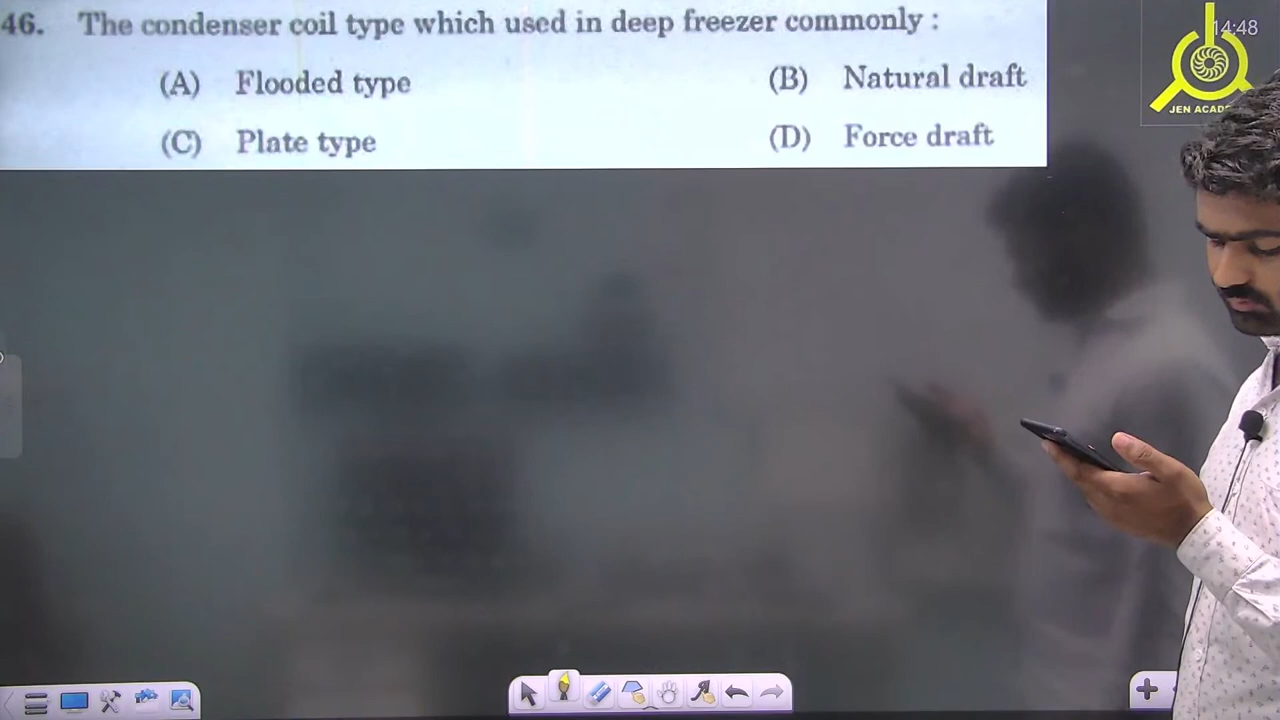 46. The condenser coil type which used in deep freezer commonly :
(A) Flooded type
(B) Natural draft
(C) Plate type
(D) Force draft
14:48
JEN ACAD